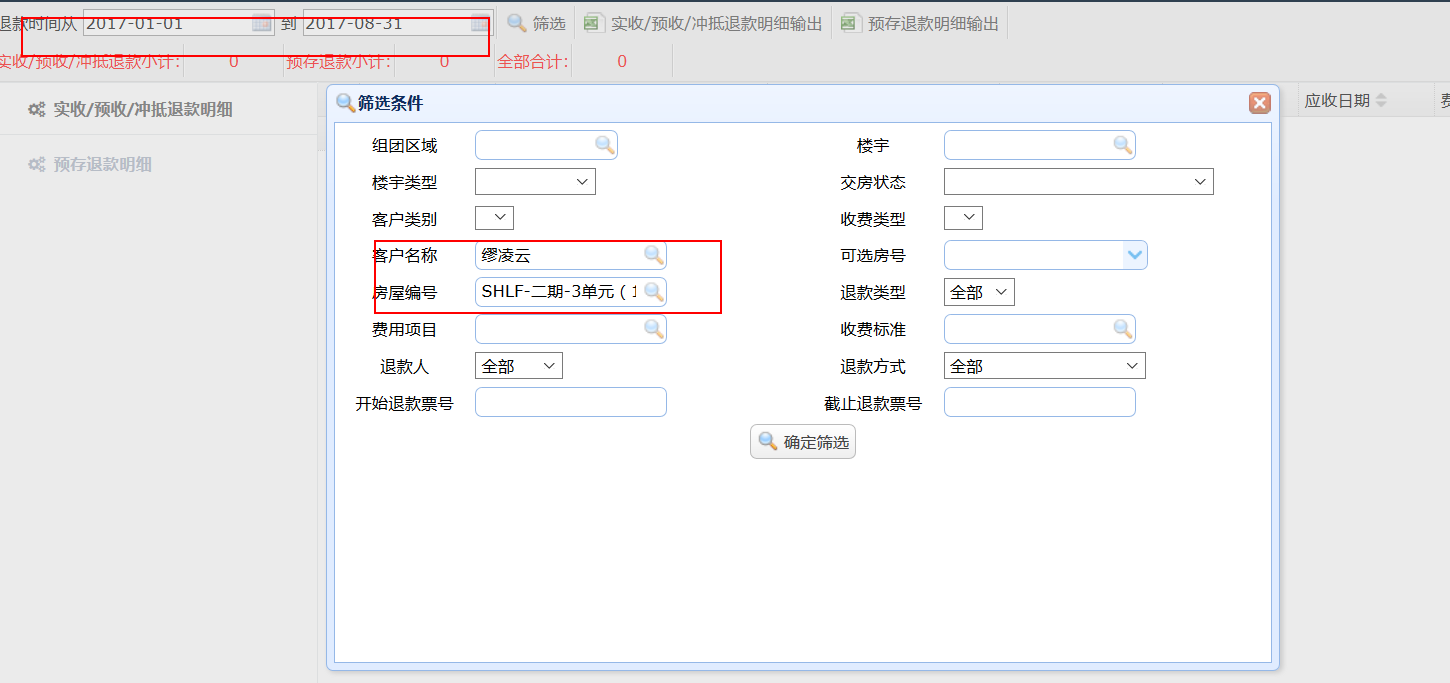 退款时间从 2017-01-01 到 2017-08-31 筛选 实收/预收/冲抵退款明细输出 预存退款明细输出
实收/预收/冲抵退款小计: 0 预存退款小计: 0 全部合计: 0
实收/预收/冲抵退款明细
预存退款明细
应收日期
筛选条件
组团区域 楼宇
楼宇类型 交房状态
客户类别 收费类型
客户名称 缪凌云 可选房号
房屋编号 SHLF-二期-3单元 ( 1 退款类型 全部
费用项目 收费标准
退款人 全部 退款方式 全部
开始退款票号 截止退款票号
确定筛选